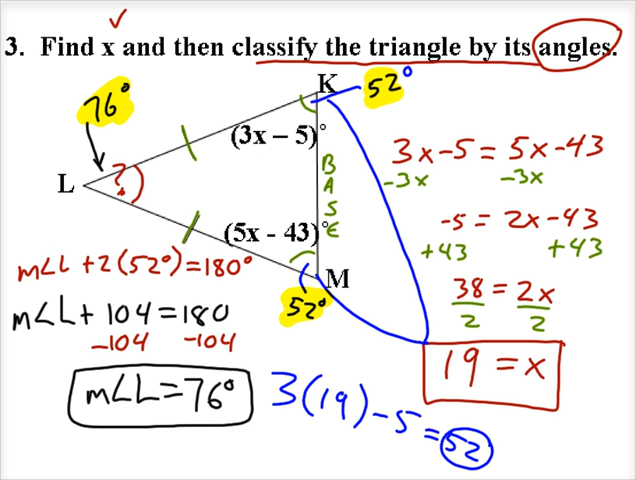 3. Find x and then classify the triangle by its angles.
K
52°
76°
(3x – 5)°
3x-5 = 5x-43
-3x -3x
L
?
BASE
-5 = 2x-43
+43 +43
(5x - 43)°
m∠L +2(52°)=180°
M
38 = 2x
2 2
52°
m∠L+ 104 =180
-104 -104
19 = x
m∠L=76°
3(19)-5=52